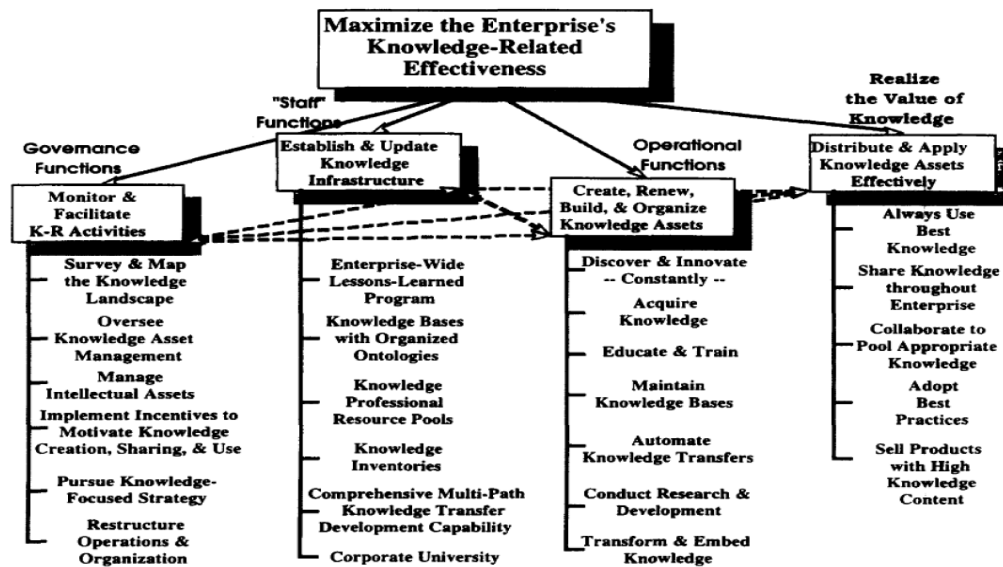 Maximize the Enterprise's
Knowledge-Related
Effectiveness
Governance
Functions
Monitor &
Facilitate
K-R Activities
Survey & Map
the Knowledge
Landscape
Oversee
Knowledge Asset
Management
Manage
Intellectual Assets
Implement Incentives to
Motivate Knowledge
Creation, Sharing, & Use
Pursue Knowledge-
Focused Strategy
Restructure
Operations &
Organization
"Staff"
Functions
Establish & Update
Knowledge
Infrastructure
Enterprise-Wide
Lessons-Learned
Program
Knowledge Bases
with Organized
Ontologies
Knowledge
Professional
Resource Pools
Knowledge
Inventories
Comprehensive Multi-Path
Knowledge Transfer
Development Capability
Corporate University
Operational
Functions
Create, Renew,
Build, & Organize
Knowledge Assets
Discover & Innovate
-- Constantly --
Acquire
Knowledge
Educate & Train
Maintain
Knowledge Bases
Automate
Knowledge Transfers
Conduct Research &
Development
Transform & Embed
Knowledge
Realize
the Value of
Knowledge
Distribute & Apply
Knowledge Assets
Effectively
Always Use
Best
Knowledge
Share Knowledge
throughout
Enterprise
Collaborate to
Pool Appropriate
Knowledge
Adopt
Best
Practices
Sell Products
with High
Knowledge
Content